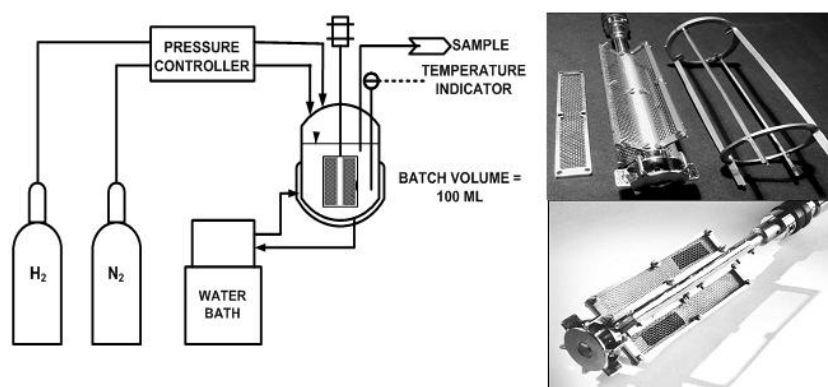 PRESSURE
CONTROLLER
SAMPLE
TEMPERATURE
INDICATOR
BATCH VOLUME =
100 ML
H₂
N₂
WATER
BATH